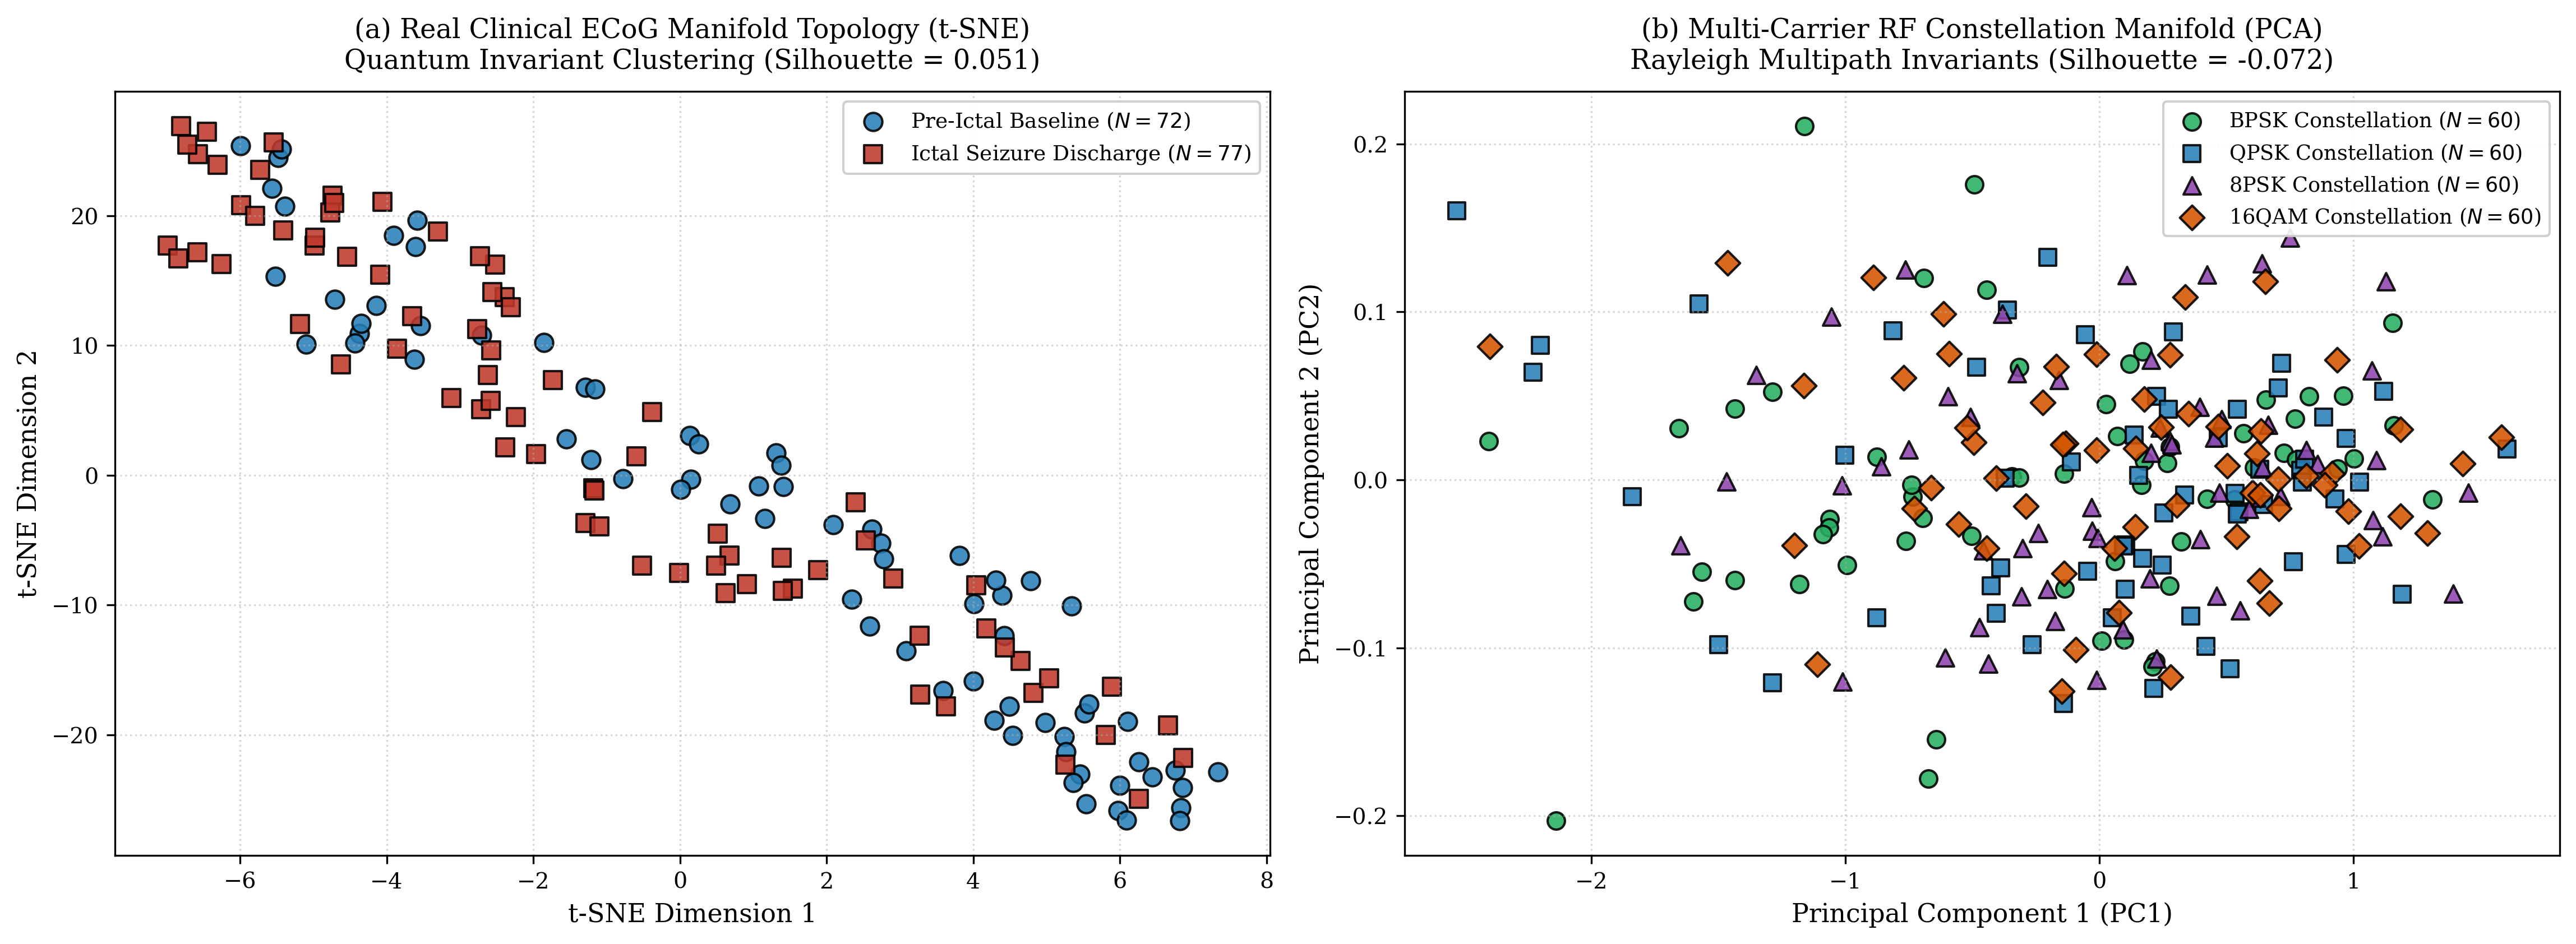 (a) Real Clinical ECoG Manifold Topology (t-SNE)
Quantum Invariant Clustering (Silhouette = 0.051)
Pre-Ictal Baseline (N = 72)
Ictal Seizure Discharge (N = 77)
t-SNE Dimension 2
20
10
0
−10
−20
−6
−4
−2
0
2
4
6
8
t-SNE Dimension 1
(b) Multi-Carrier RF Constellation Manifold (PCA)
Rayleigh Multipath Invariants (Silhouette = -0.072)
BPSK Constellation (N = 60)
QPSK Constellation (N = 60)
8PSK Constellation (N = 60)
16QAM Constellation (N = 60)
Principal Component 2 (PC2)
0.2
0.1
0.0
−0.1
−0.2
−2
−1
0
1
Principal Component 1 (PC1)